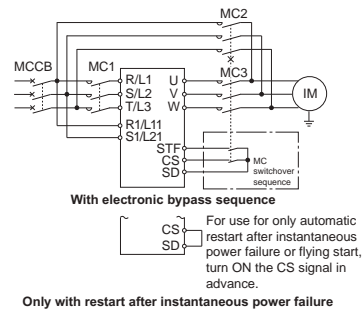 MC2
MCCB MC1 MC3
R/L1 U
S/L2 V IM
T/L3 W
R1/L11
S1/L21
STF
CS MC
SD switchover
sequence
With electronic bypass sequence
CS
SD
For use for only automatic
restart after instantaneous
power failure or flying start,
turn ON the CS signal in
advance.
Only with restart after instantaneous power failure